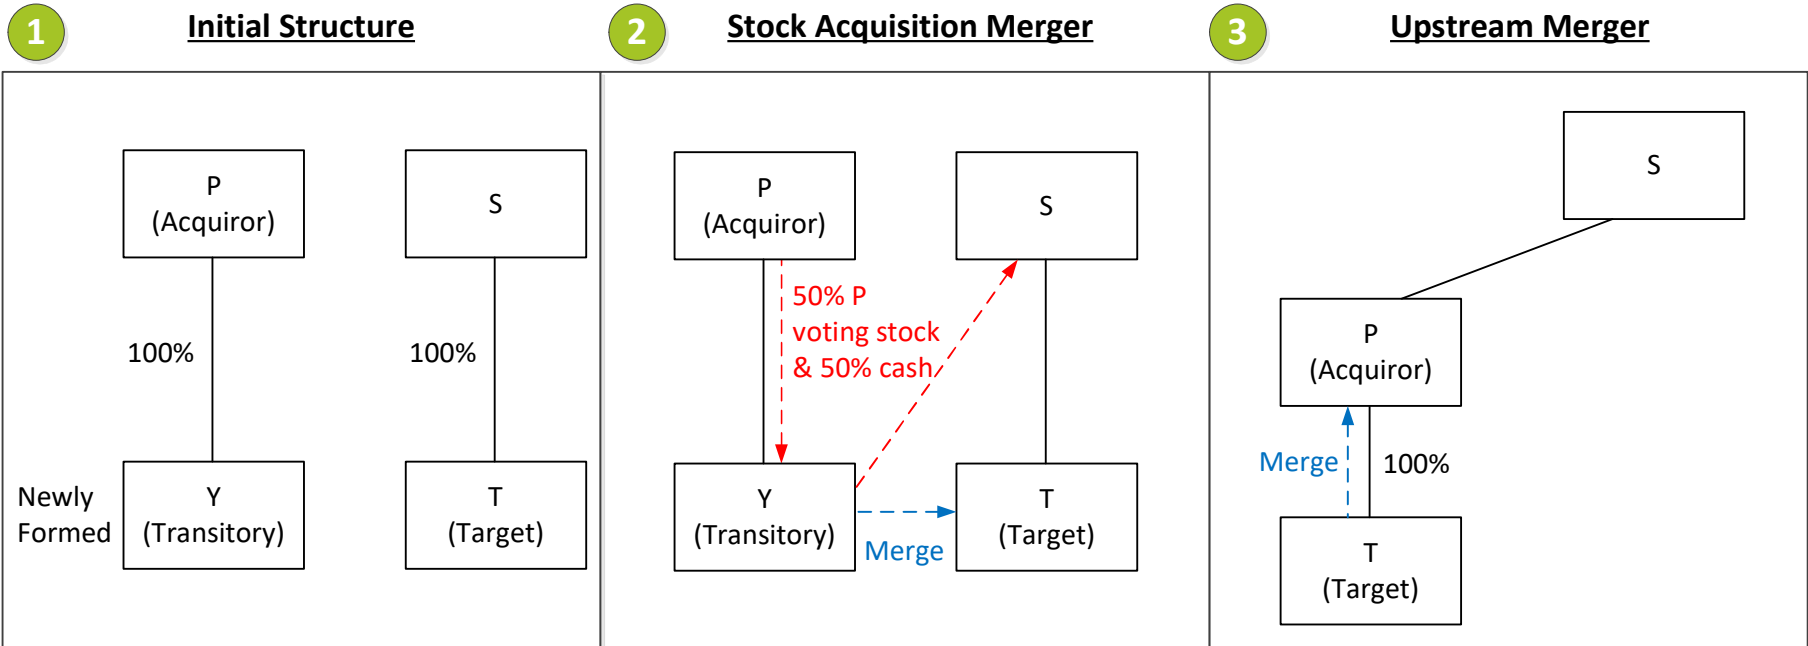 1
Initial Structure
P
(Acquiror)
S
100%
100%
Newly
Formed
Y
(Transitory)
T
(Target)
2
Stock Acquisition Merger
P
(Acquiror)
S
50% P
voting stock
& 50% cash
Y
(Transitory)
Merge
T
(Target)
3
Upstream Merger
S
P
(Acquiror)
Merge
100%
T
(Target)